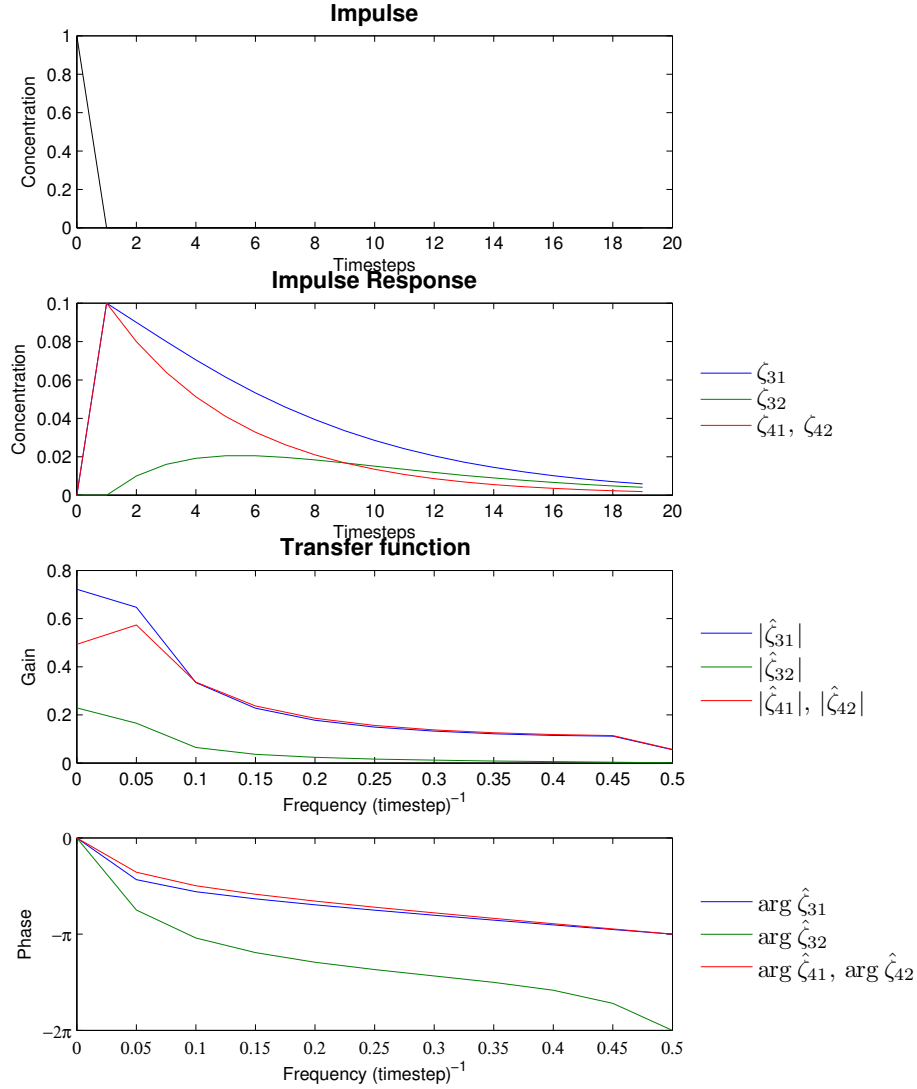 Impulse
Concentration
1
0.8
0.6
0.4
0.2
0
0 2 4 6 8 10 12 14 16 18 20
Timesteps
Impulse Response
Concentration
0.1
0.08
0.06
0.04
0.02
0
0 2 4 6 8 10 12 14 16 18 20
Timesteps
ζ31
ζ32
ζ41, ζ42
Transfer function
Gain
0.8
0.6
0.4
0.2
0
0 0.05 0.1 0.15 0.2 0.25 0.3 0.35 0.4 0.45 0.5
Frequency (timestep)⁻¹
|ζ̂31|
|ζ̂32|
|ζ̂41|, |ζ̂42|
Phase
0
−π
−2π
0 0.05 0.1 0.15 0.2 0.25 0.3 0.35 0.4 0.45 0.5
Frequency (timestep)⁻¹
arg ζ̂31
arg ζ̂32
arg ζ̂41, arg ζ̂42